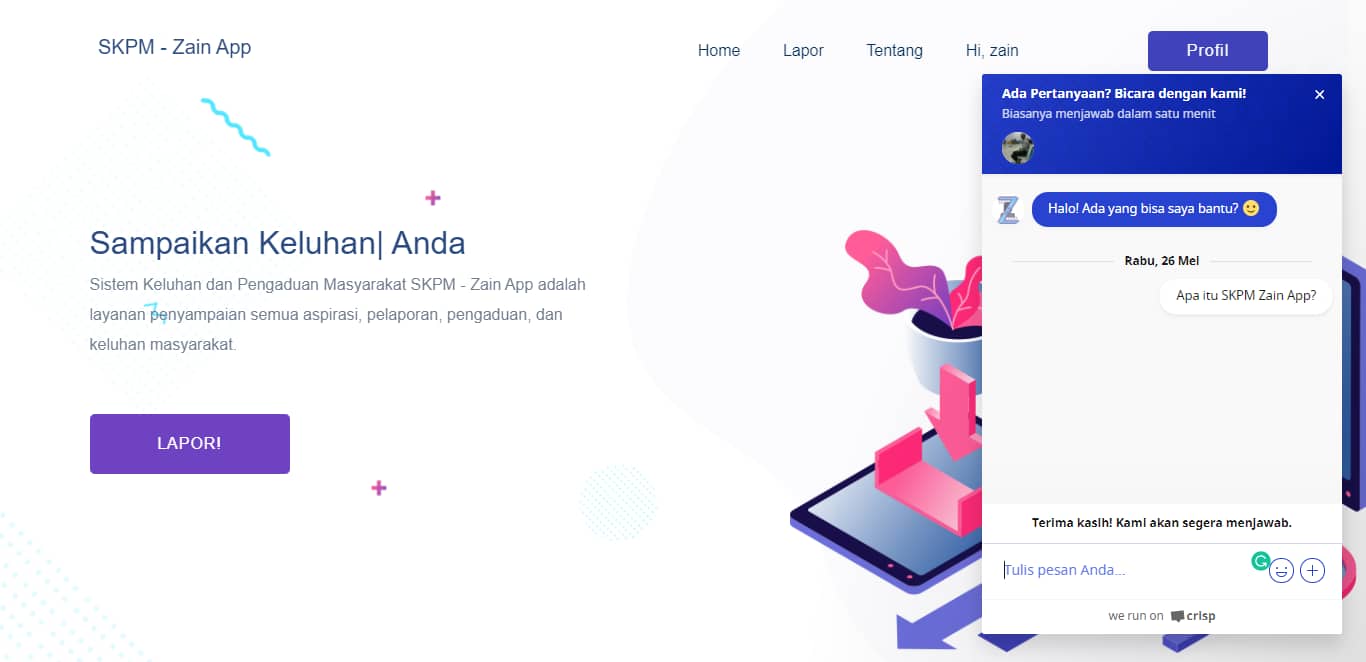 SKPM - Zain App
Home
Lapor
Tentang
Hi, zain
Profil
Sampaikan Keluhan| Anda
Sistem Keluhan dan Pengaduan Masyarakat SKPM - Zain App adalah
layanan penyampaian semua aspirasi, pelaporan, pengaduan, dan
keluhan masyarakat.
LAPOR!
Ada Pertanyaan? Bicara dengan kami!
Biasanya menjawab dalam satu menit
Z
Halo! Ada yang bisa saya bantu? 🙂
Rabu, 26 Mei
Apa itu SKPM Zain App?
Terima kasih! Kami akan segera menjawab.
Tulis pesan Anda...
we run on crisp